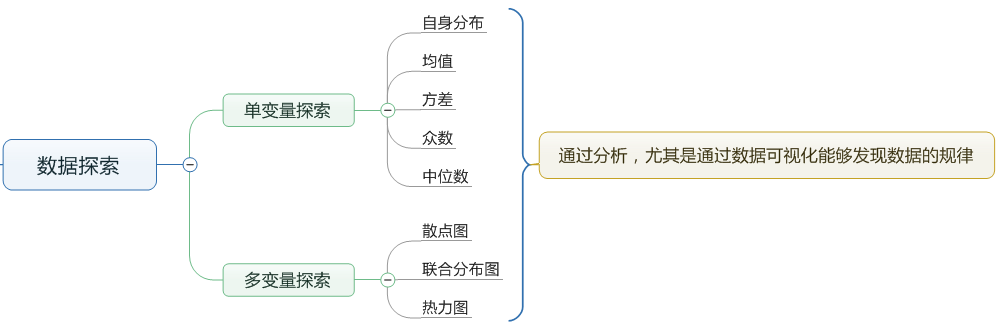 数据探索
单变量探索
自身分布
均值
方差
众数
中位数
多变量探索
散点图
联合分布图
热力图
通过分析，尤其是通过数据可视化能够发现数据的规律